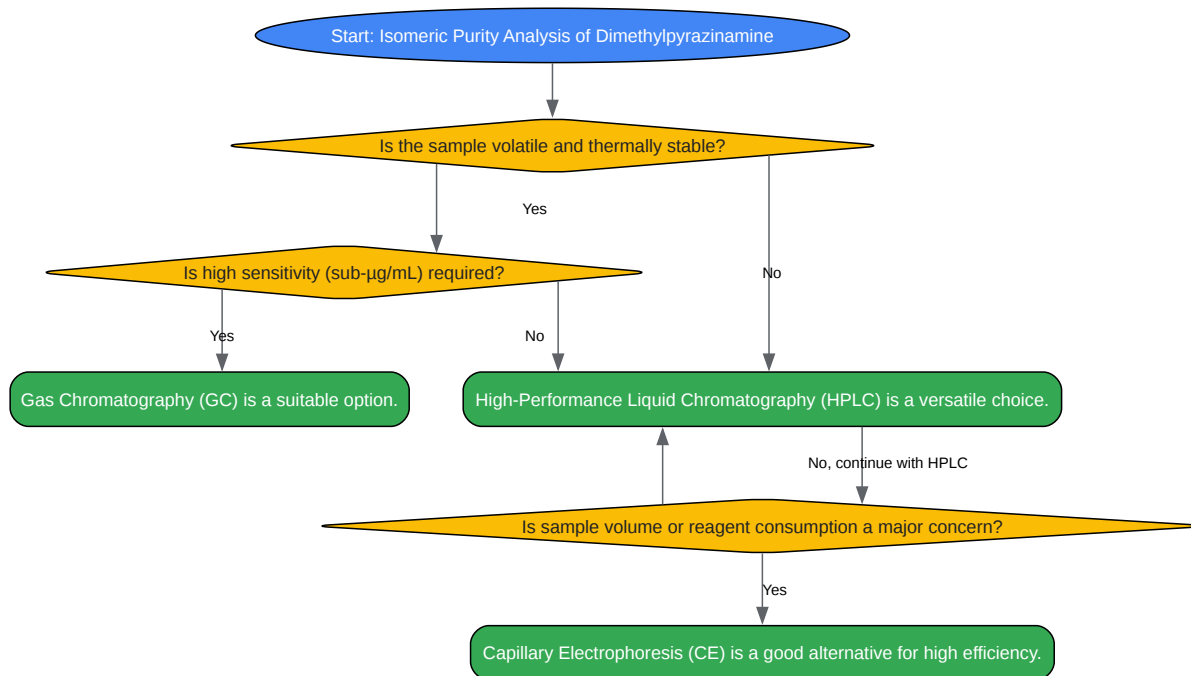 Start: Isomeric Purity Analysis of Dimethylpyrazinamine
Is the sample volatile and thermally stable?
Yes
Is high sensitivity (sub-µg/mL) required?
No
Yes
No
Gas Chromatography (GC) is a suitable option.
High-Performance Liquid Chromatography (HPLC) is a versatile choice.
No, continue with HPLC
Is sample volume or reagent consumption a major concern?
Yes
Capillary Electrophoresis (CE) is a good alternative for high efficiency.